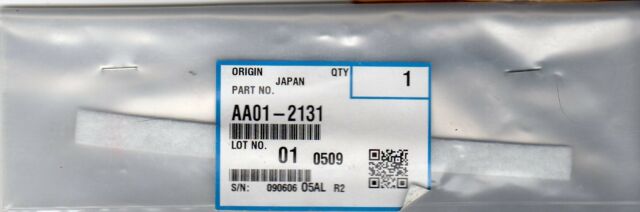 ORIGIN QTY
JAPAN 1
PART NO.
AA01-2131
LOT NO.
01 0509
S/N: 090606 05AL R2